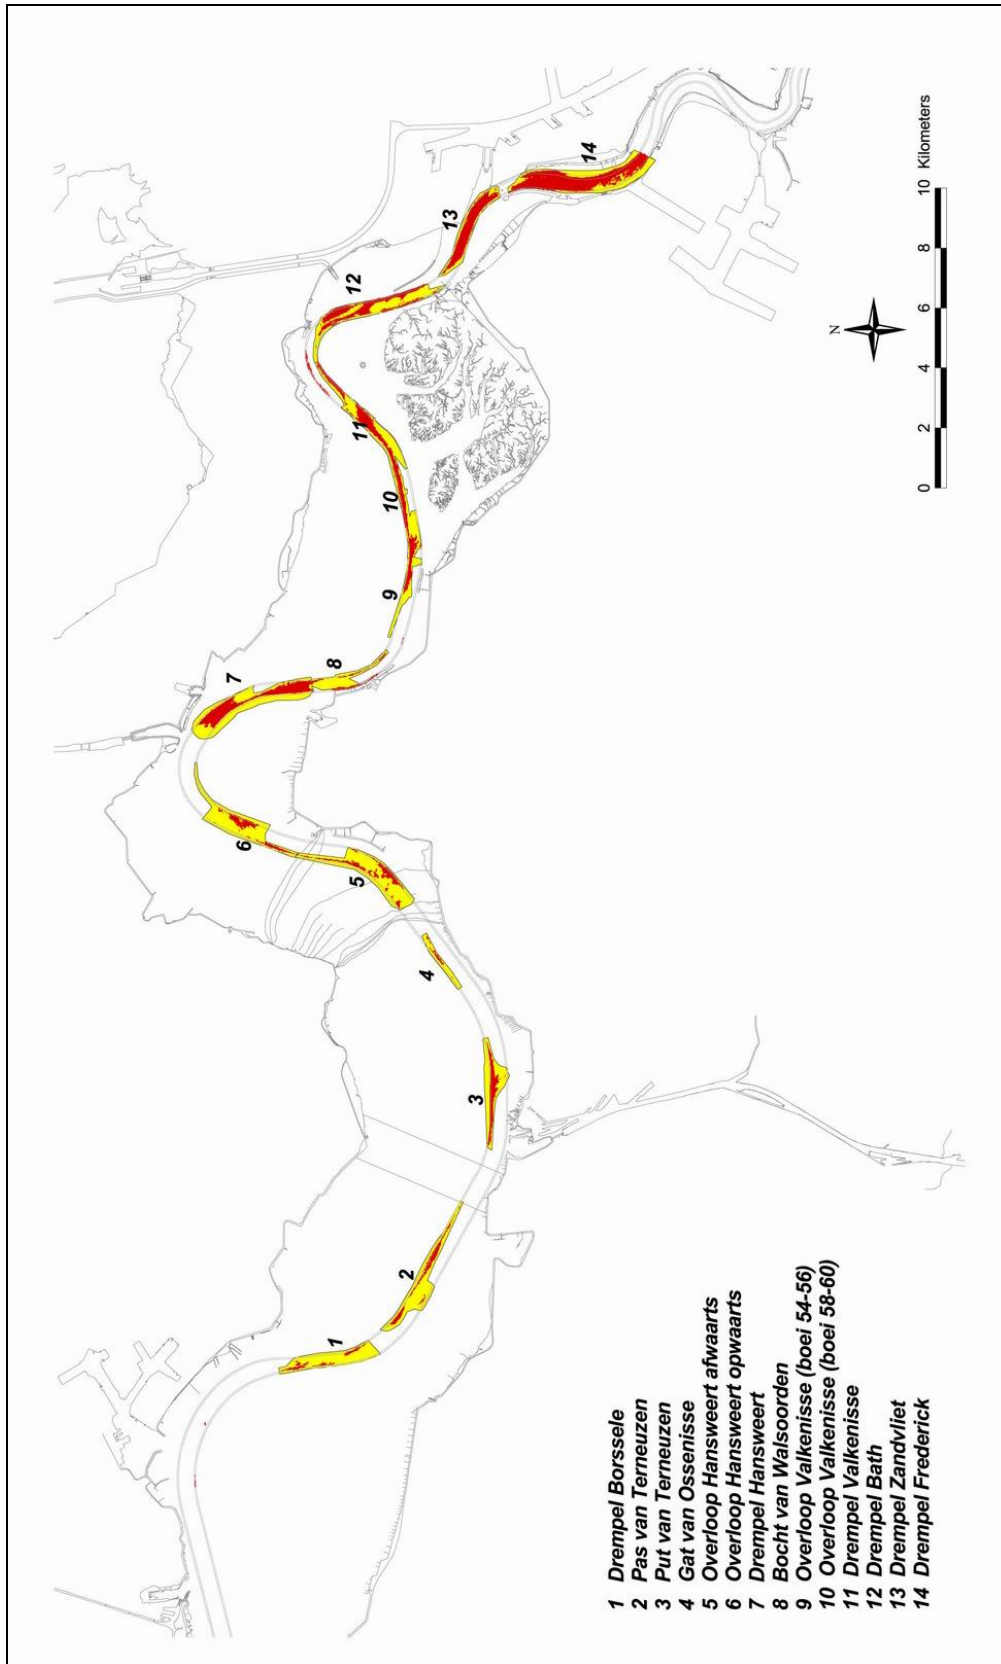 1 Drempel Borssele
2 Pas van Terneuzen
3 Put van Terneuzen
4 Gat van Ossenisse
5 Overloop Hansweert afwaarts
6 Overloop Hansweert opwaarts
7 Drempel Hansweert
8 Bocht van Walsoorden
9 Overloop Valkenisse (boei 54-56)
10 Overloop Valkenisse (boei 58-60)
11 Drempel Valkenisse
12 Drempel Bath
13 Drempel Zandvliet
14 Drempel Frederick
1
2
3
4
5
6
7
8
9
10
11
12
13
14
N
0 2 4 6 8 10 Kilometers